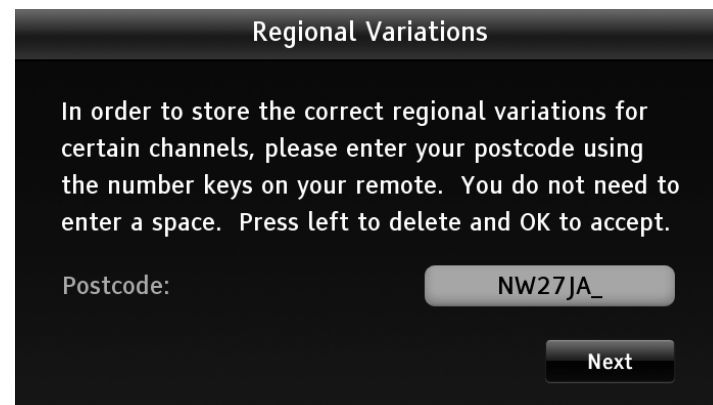 Regional Variations
In order to store the correct regional variations for
certain channels, please enter your postcode using
the number keys on your remote.  You do not need to
enter a space.  Press left to delete and OK to accept.
Postcode:
NW27JA_
Next